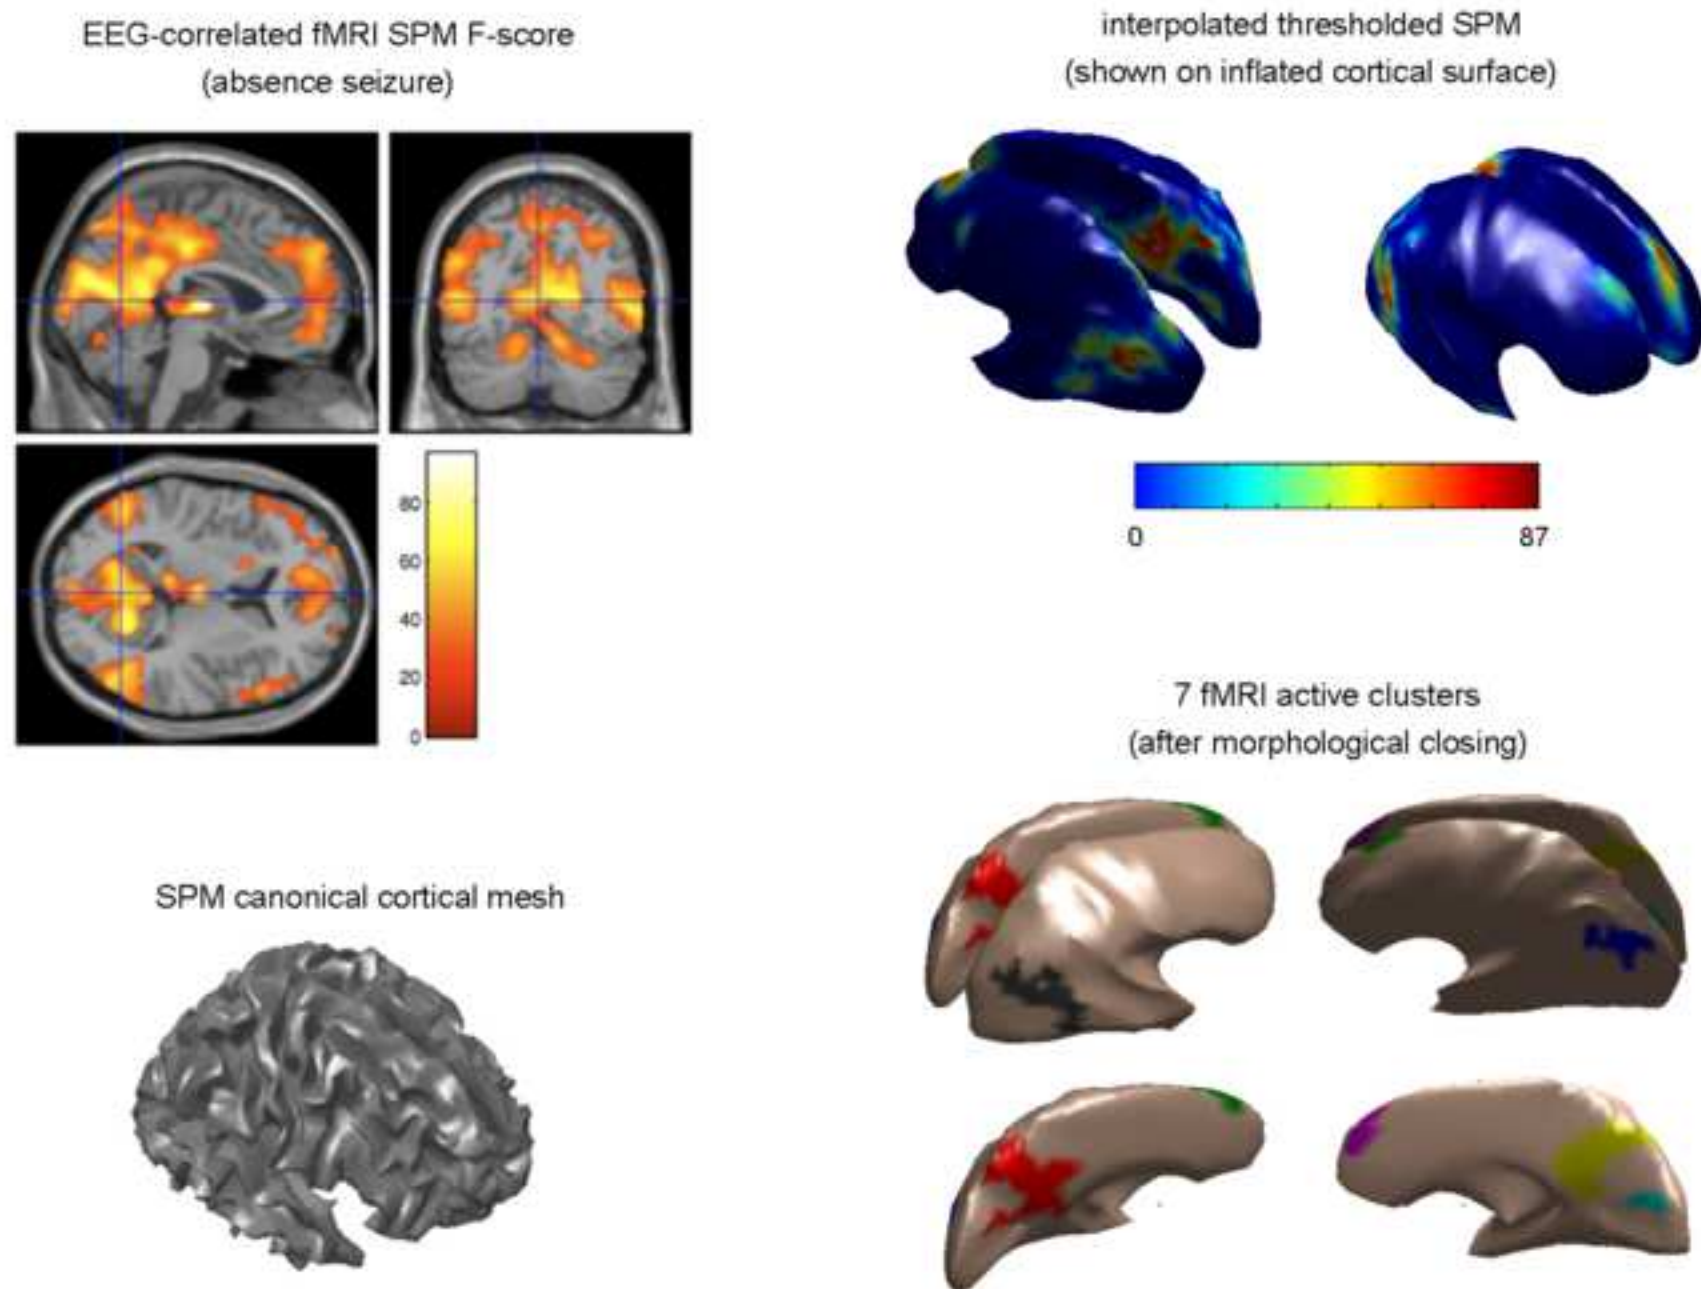 EEG-correlated fMRI SPM F-score
(absence seizure)
80
60
40
20
0
interpolated thresholded SPM
(shown on inflated cortical surface)
0
87
SPM canonical cortical mesh
7 fMRI active clusters
(after morphological closing)